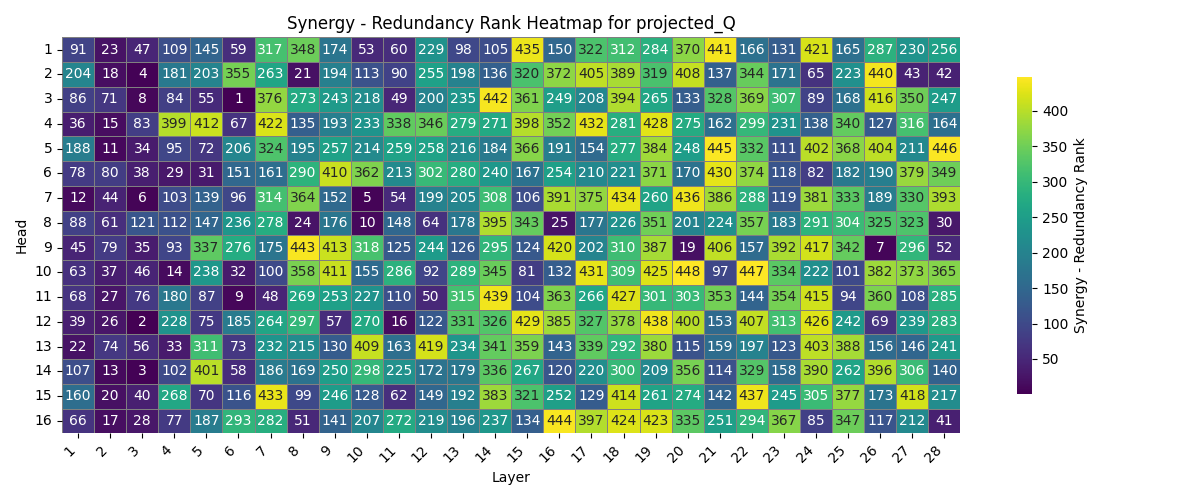 Synergy - Redundancy Rank Heatmap for projected_Q
1 91 23 47 109 145 59 317 348 174 53 60 229 98 105 435 150 322 312 284 370 441 166 131 421 165 287 230 256
2 204 18 4 181 203 355 263 21 194 113 90 255 198 136 320 372 405 389 319 408 137 344 171 65 223 440 43 42
3 86 71 8 84 55 1 376 273 243 218 49 200 235 442 361 249 208 394 265 133 328 369 307 89 168 416 350 247
4 36 15 83 399 412 67 422 135 193 233 338 346 279 271 398 352 432 281 428 275 162 299 231 138 340 127 316 164
5 188 11 34 95 72 206 324 195 257 214 259 258 216 184 366 191 154 277 384 248 445 332 111 402 368 404 211 446
6 78 80 38 29 31 151 161 290 410 362 213 302 280 240 167 254 210 221 371 170 430 374 118 82 182 190 379 349
7 12 44 6 103 139 96 314 364 152 5 54 199 205 308 106 391 375 434 260 436 386 288 119 381 333 189 330 393
8 88 61 121 112 147 236 278 24 176 10 148 64 178 395 343 25 177 226 351 201 224 357 183 291 304 325 323 30
9 45 79 35 93 337 276 175 443 413 318 125 244 126 295 124 420 202 310 387 19 406 157 392 417 342 7 296 52
10 63 37 46 14 238 32 100 358 411 155 286 92 289 345 81 132 431 309 425 448 97 447 334 222 101 382 373 365
11 68 27 76 180 87 9 48 269 253 227 110 50 315 439 104 363 266 427 301 303 353 144 354 415 94 360 108 285
12 39 26 2 228 75 185 264 297 57 270 16 122 331 326 429 385 327 378 438 400 153 407 313 426 242 69 239 283
13 22 74 56 33 311 73 232 215 130 409 163 419 234 341 359 143 339 292 380 115 159 197 123 403 388 156 146 241
14 107 13 3 102 401 58 186 169 250 298 225 172 179 336 267 120 220 300 209 356 114 329 158 390 262 396 306 140
15 160 20 40 268 70 116 433 99 246 128 62 149 192 383 321 252 129 414 261 274 142 437 245 305 377 173 418 217
16 66 17 28 77 187 293 282 51 141 207 272 219 196 237 134 444 397 424 423 335 251 294 367 85 347 117 212 41
1 2 3 4 5 6 7 8 9 10 11 12 13 14 15 16 17 18 19 20 21 22 23 24 25 26 27 28
Layer
Head
400
350
300
250
200
150
100
50
Synergy - Redundancy Rank